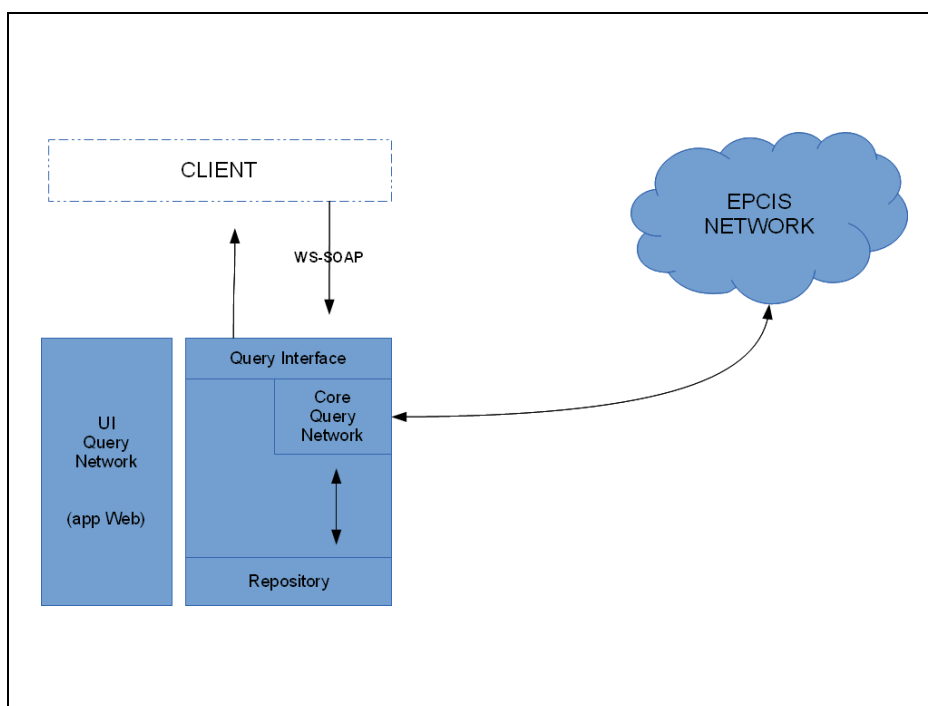 CLIENT
EPCIS
NETWORK
WS-SOAP
Query Interface
Core
Query
Network
UI
Query
Network
(app Web)
Repository